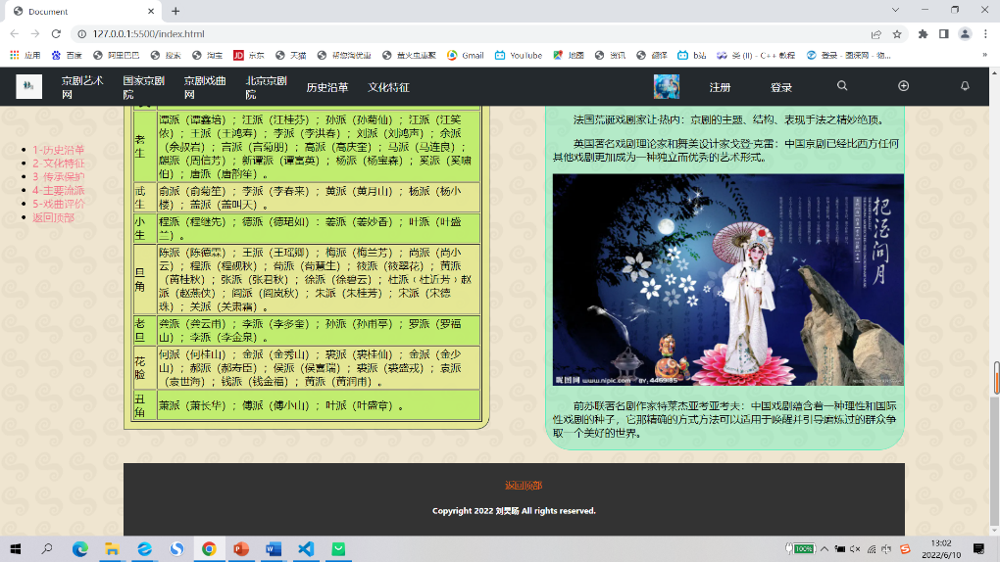 Document
127.0.0.1:5500/index.html
应用 百度 阿里巴巴 搜索 淘宝 京东 天猫 帮您淘优惠 萤火虫重聚 Gmail YouTube 地图 资讯 翻译 b站 类 (II) - C++ 教程 登录 - 图译网 - 物...
京剧艺术网 国家京剧院 京剧戏曲网 北京京剧院 历史沿革 文化特征 注册 登录
1-历史沿革
2-文化特征
3-传承保护
4-主要流派
5-戏曲评价
返回顶部
老生
谭派（谭鑫培）；汪派（汪桂芬）；孙派（孙菊仙）；汪派（汪笑
侬）；王派（王鸿寿）；李派（李洪春）；刘派（刘鸿声）；余派
（余叔岩）；言派（言菊朋）；高派（高庆奎）；马派（马连良）；
麒派（周信芳）；新谭派（谭富英）；杨派（杨宝森）；奚派（奚啸
伯）；唐派（唐韵笙）。
武生
俞派（俞菊笙）；李派（李春来）；黄派（黄月山）；杨派（杨小
楼）；盖派（盖叫天）。
小生
程派（程继先）；德派（德珺如）：姜派（姜妙香）；叶派（叶盛
兰）。
旦角
陈派（陈德霖）；王派（王瑶卿）；梅派（梅兰芳）；尚派（尚小
云）；程派（程砚秋）；荀派（荀慧生）；筱派（筱翠花）；黄派
（黄桂秋）；张派（张君秋）；徐派（徐碧云）；杜派﹙杜近芳﹚赵
派（赵燕侠）；阎派（阎岚秋）；朱派（朱桂芳）；宋派（宋德
珠）；关派（关肃霜）。
老旦
龚派（龚云甫）；李派（李多奎）；孙派（孙甫亭）；罗派（罗福
山）；李派（李金泉）。
花脸
何派（何桂山）；金派（金秀山）；裘派（裘桂仙）；金派（金少
山）；郝派（郝寿臣）；侯派（侯喜瑞）；裘派（裘盛戎）；袁派
（袁世海）；钱派（钱金福）；黄派（黄润甫）。
丑角
萧派（萧长华）；傅派（傅小山）；叶派（叶盛章）。
法国荒诞戏剧家让·热内：京剧的主题、结构、表现手法之精妙绝顶。
英国著名戏剧理论家和舞美设计家戈登·克雷：中国京剧已经比西方任何
其他戏剧更加成为一种独立而优秀的艺术形式。
把酒问月
昵图网 www.nipic.com
前苏联著名剧作家特莱杰亚考亚考夫：中国戏剧蕴含着一种理性和国际
性戏剧的种子，它那精确的方式方法可以适用于唤醒并引导磨炼过的群众争
取一个美好的世界。
返回顶部
Copyright 2022 刘昊旸 All rights reserved.
100%
13:02
2022/6/10